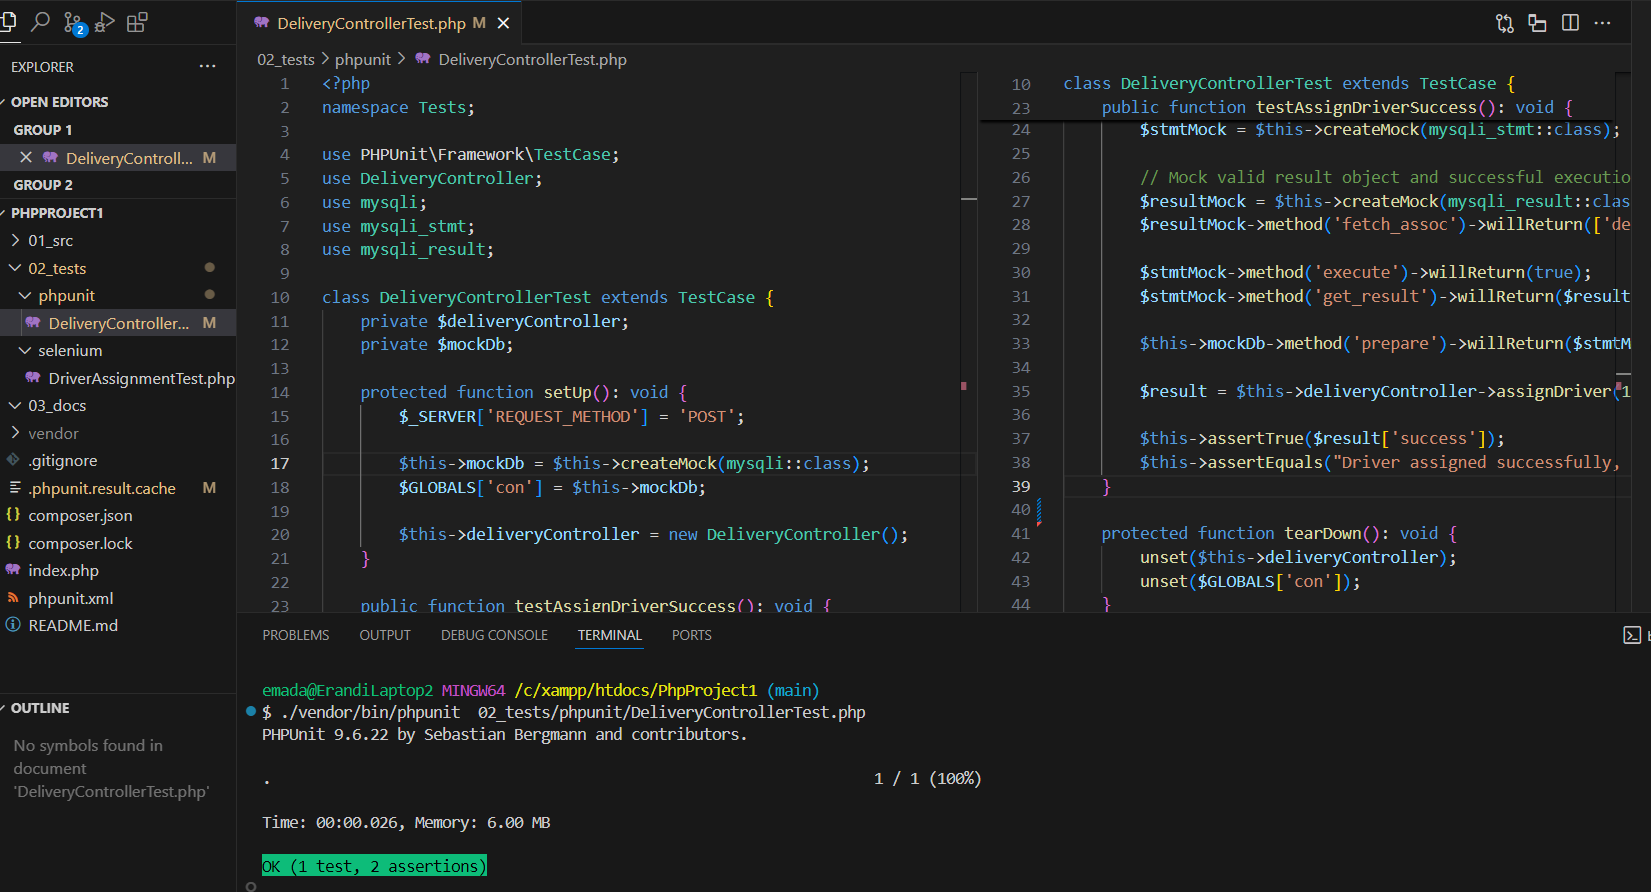 DeliveryControllerTest.php M
2
EXPLORER
OPEN EDITORS
GROUP 1
DeliveryControll... M
GROUP 2
PHPPROJECT1
01_src
02_tests
phpunit
DeliveryController... M
selenium
DriverAssignmentTest.php
03_docs
vendor
.gitignore
.phpunit.result.cache M
composer.json
composer.lock
index.php
phpunit.xml
README.md
OUTLINE
No symbols found in
document
'DeliveryControllerTest.php'
02_tests > phpunit > DeliveryControllerTest.php
1 <?php
2 namespace Tests;
3
4 use PHPUnit\Framework\TestCase;
5 use DeliveryController;
6 use mysqli;
7 use mysqli_stmt;
8 use mysqli_result;
9
10 class DeliveryControllerTest extends TestCase {
11 private $deliveryController;
12 private $mockDb;
13
14 protected function setUp(): void {
15 $_SERVER['REQUEST_METHOD'] = 'POST';
16
17 $this->mockDb = $this->createMock(mysqli::class);
18 $GLOBALS['con'] = $this->mockDb;
19
20 $this->deliveryController = new DeliveryController();
21 }
22
23 public function testAssignDriverSuccess(): void {
10 class DeliveryControllerTest extends TestCase {
23 public function testAssignDriverSuccess(): void {
24 $stmtMock = $this->createMock(mysqli_stmt::class);
25
26 // Mock valid result object and successful executio
27 $resultMock = $this->createMock(mysqli_result::clas
28 $resultMock->method('fetch_assoc')->willReturn(['de
29
30 $stmtMock->method('execute')->willReturn(true);
31 $stmtMock->method('get_result')->willReturn($result
32
33 $this->mockDb->method('prepare')->willReturn($stmtM
34
35 $result = $this->deliveryController->assignDriver(1
36
37 $this->assertTrue($result['success']);
38 $this->assertEquals("Driver assigned successfully,
39 }
40
41 protected function tearDown(): void {
42 unset($this->deliveryController);
43 unset($GLOBALS['con']);
44 }
PROBLEMS OUTPUT DEBUG CONSOLE TERMINAL PORTS
emada@ErandiLaptop2 MINGW64 /c/xampp/htdocs/PhpProject1 (main)
$ ./vendor/bin/phpunit 02_tests/phpunit/DeliveryControllerTest.php
PHPUnit 9.6.22 by Sebastian Bergmann and contributors.
. 1 / 1 (100%)
Time: 00:00.026, Memory: 6.00 MB
OK (1 test, 2 assertions)